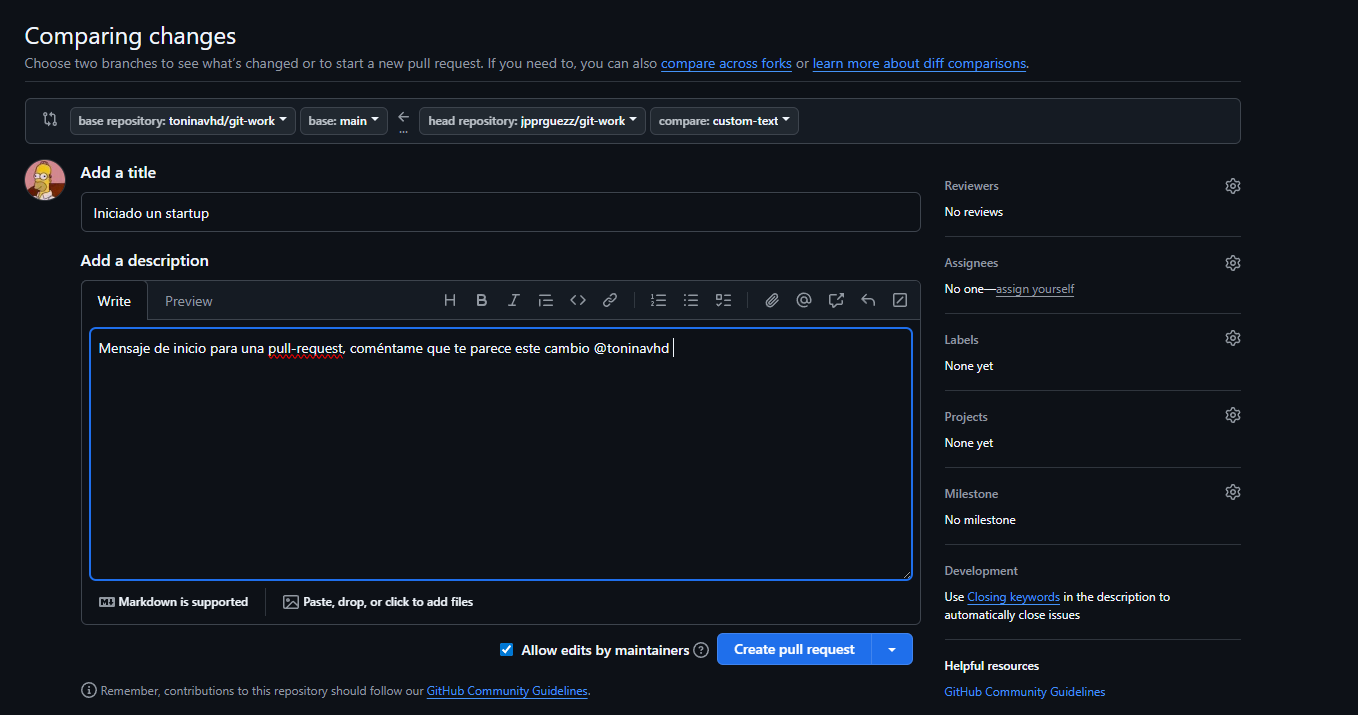 Comparing changes
Choose two branches to see what's changed or to start a new pull request. If you need to, you can also compare across forks or learn more about diff comparisons.
base repository: toninavhd/git-work base: main ... head repository: jpprguezz/git-work compare: custom-text
Add a title
Iniciado un startup
Add a description
Write Preview
Mensaje de inicio para una pull-request, coméntame que te parece este cambio @toninavhd
Markdown is supported Paste, drop, or click to add files
Allow edits by maintainers Create pull request
Remember, contributions to this repository should follow our GitHub Community Guidelines.
Reviewers
No reviews
Assignees
No one—assign yourself
Labels
None yet
Projects
None yet
Milestone
No milestone
Development
Use Closing keywords in the description to
automatically close issues
Helpful resources
GitHub Community Guidelines